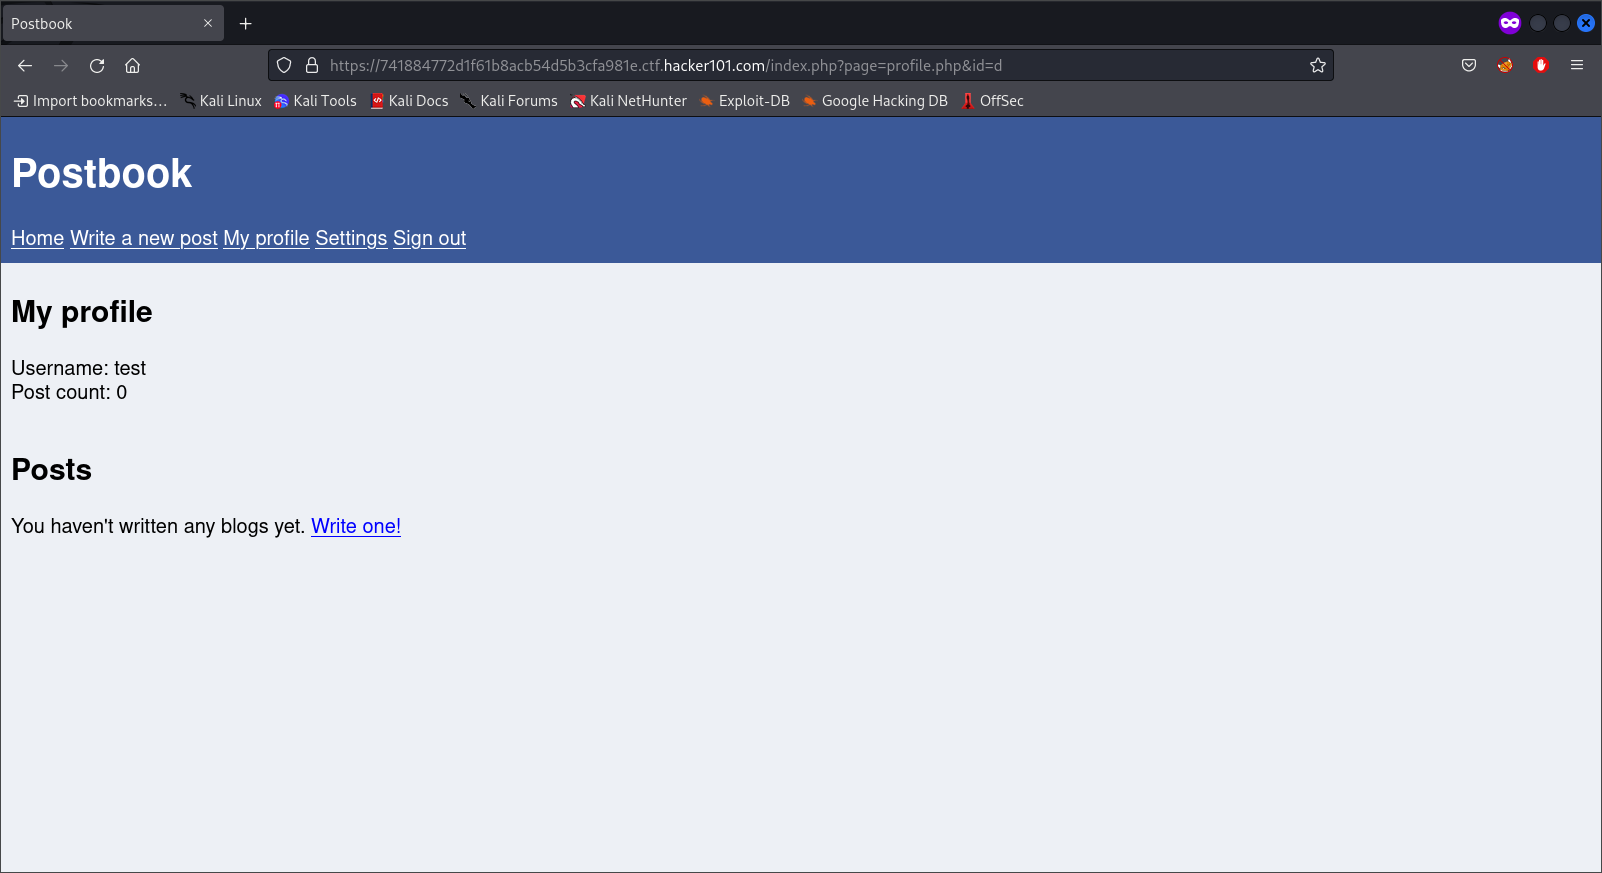 Postbook
https://741884772d1f61b8acb54d5b3cfa981e.ctf.hacker101.com/index.php?page=profile.php&id=d
Import bookmarks... Kali Linux Kali Tools Kali Docs Kali Forums Kali NetHunter Exploit-DB Google Hacking DB OffSec
Postbook
Home Write a new post My profile Settings Sign out
My profile
Username: test
Post count: 0
Posts
You haven't written any blogs yet. Write one!